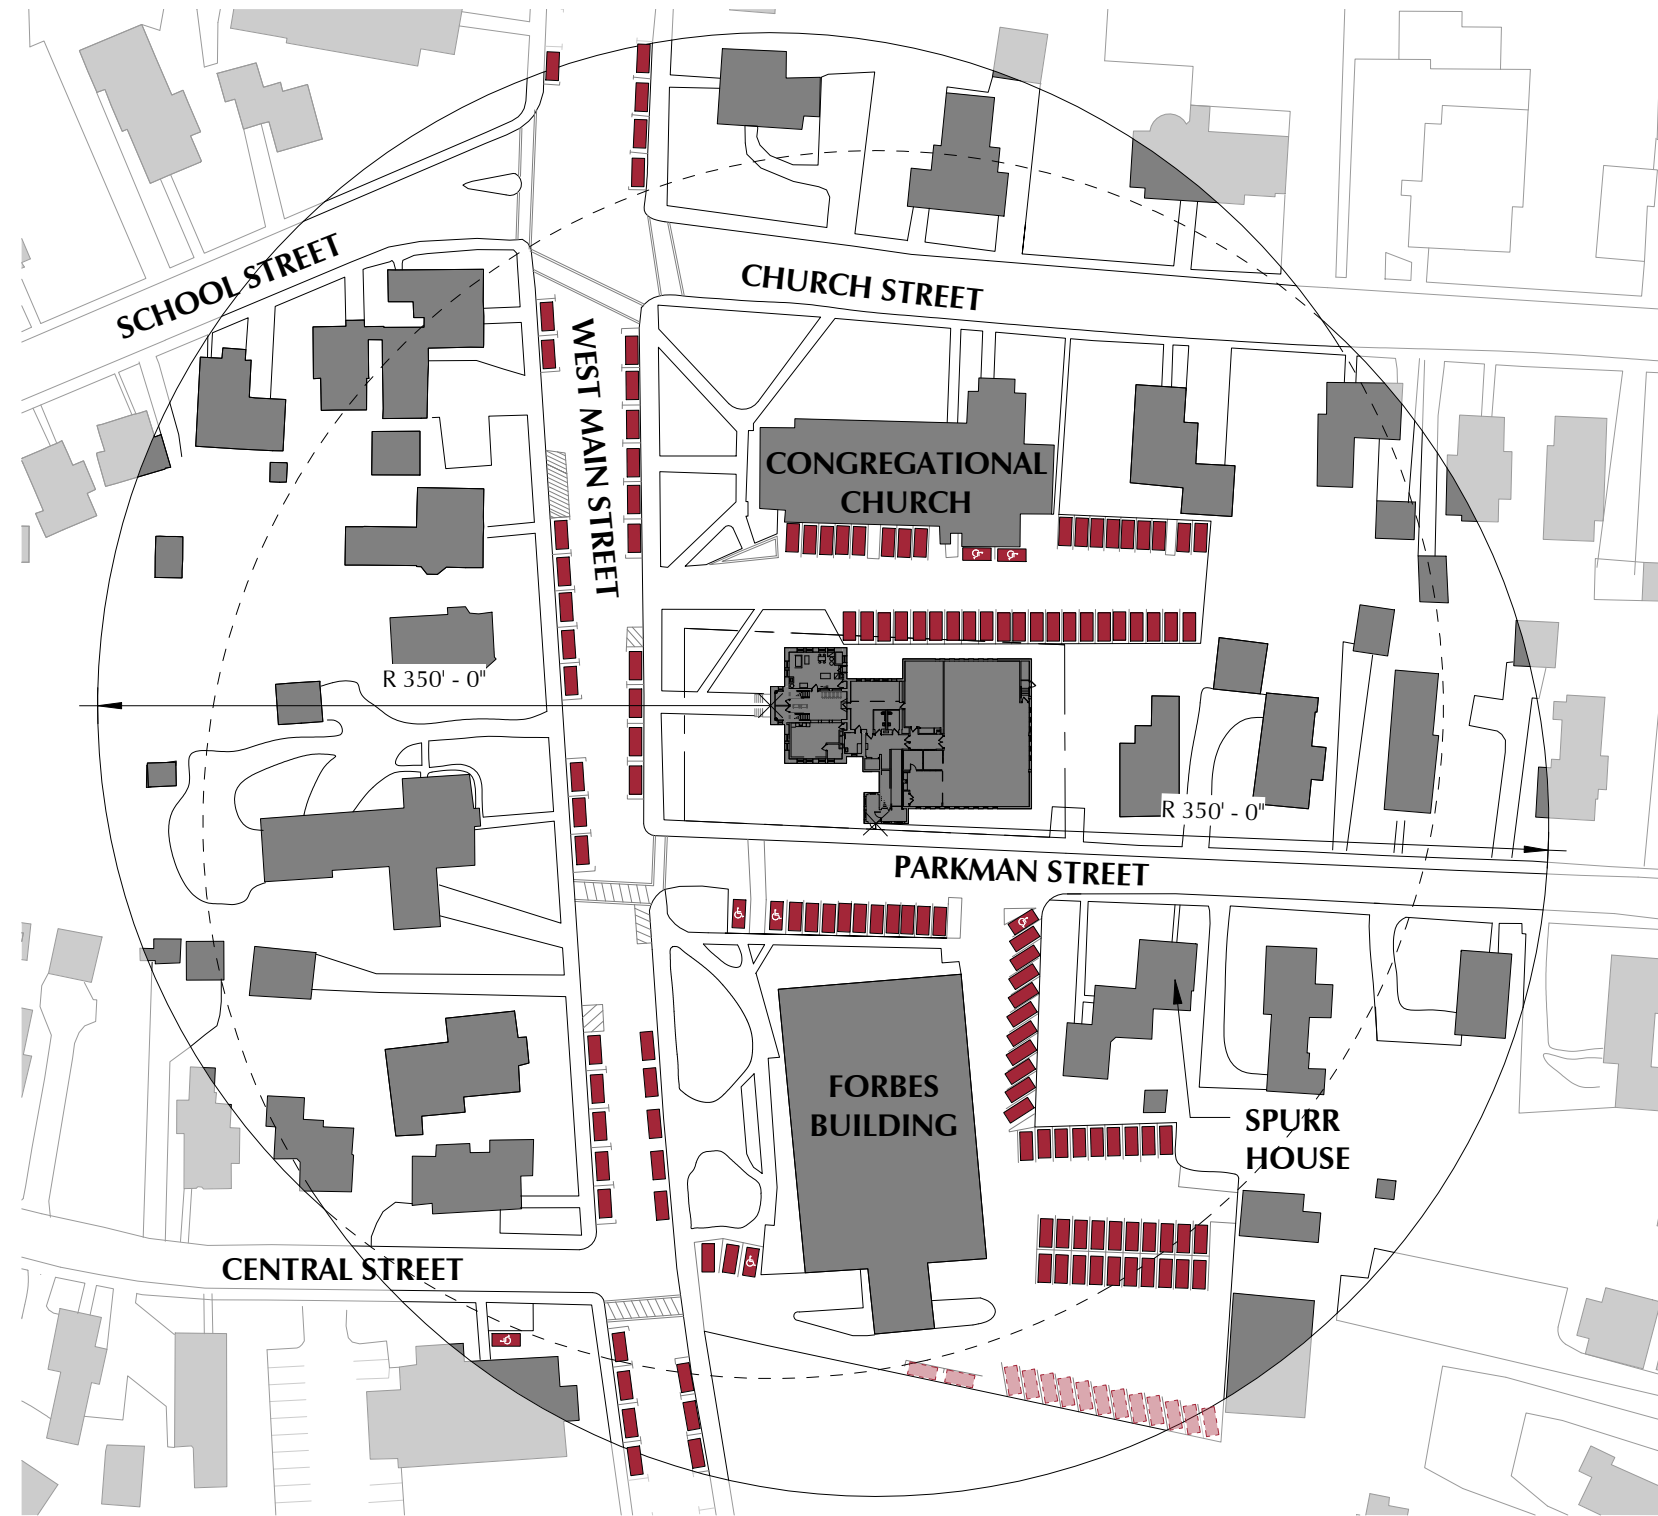 SCHOOL STREET
CHURCH STREET
WEST MAIN STREET
CONGREGATIONAL
CHURCH
R 350' - 0"
R 350' - 0"
PARKMAN STREET
FORBES
BUILDING
SPURR
HOUSE
CENTRAL STREET